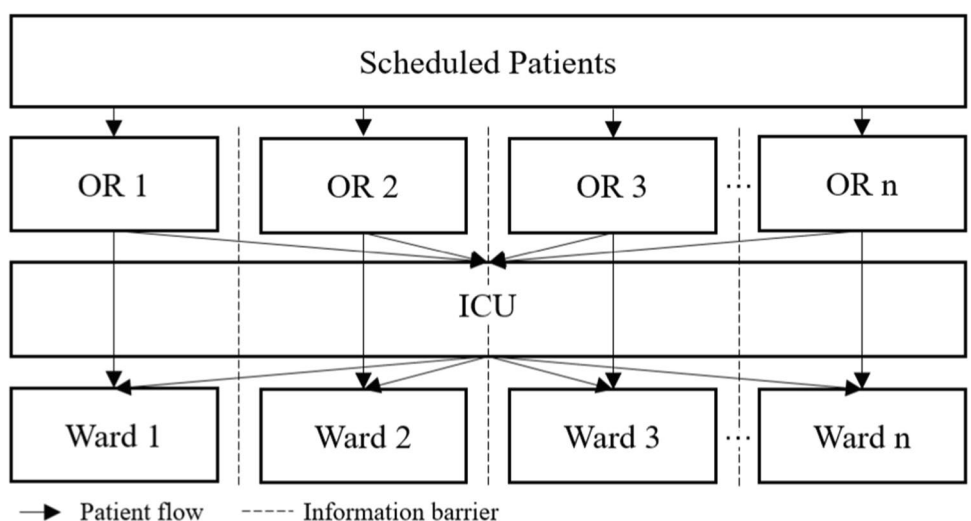 Scheduled Patients
OR 1
OR 2
OR 3
...
OR n
ICU
Ward 1
Ward 2
Ward 3
...
Ward n
Patient flow
Information barrier